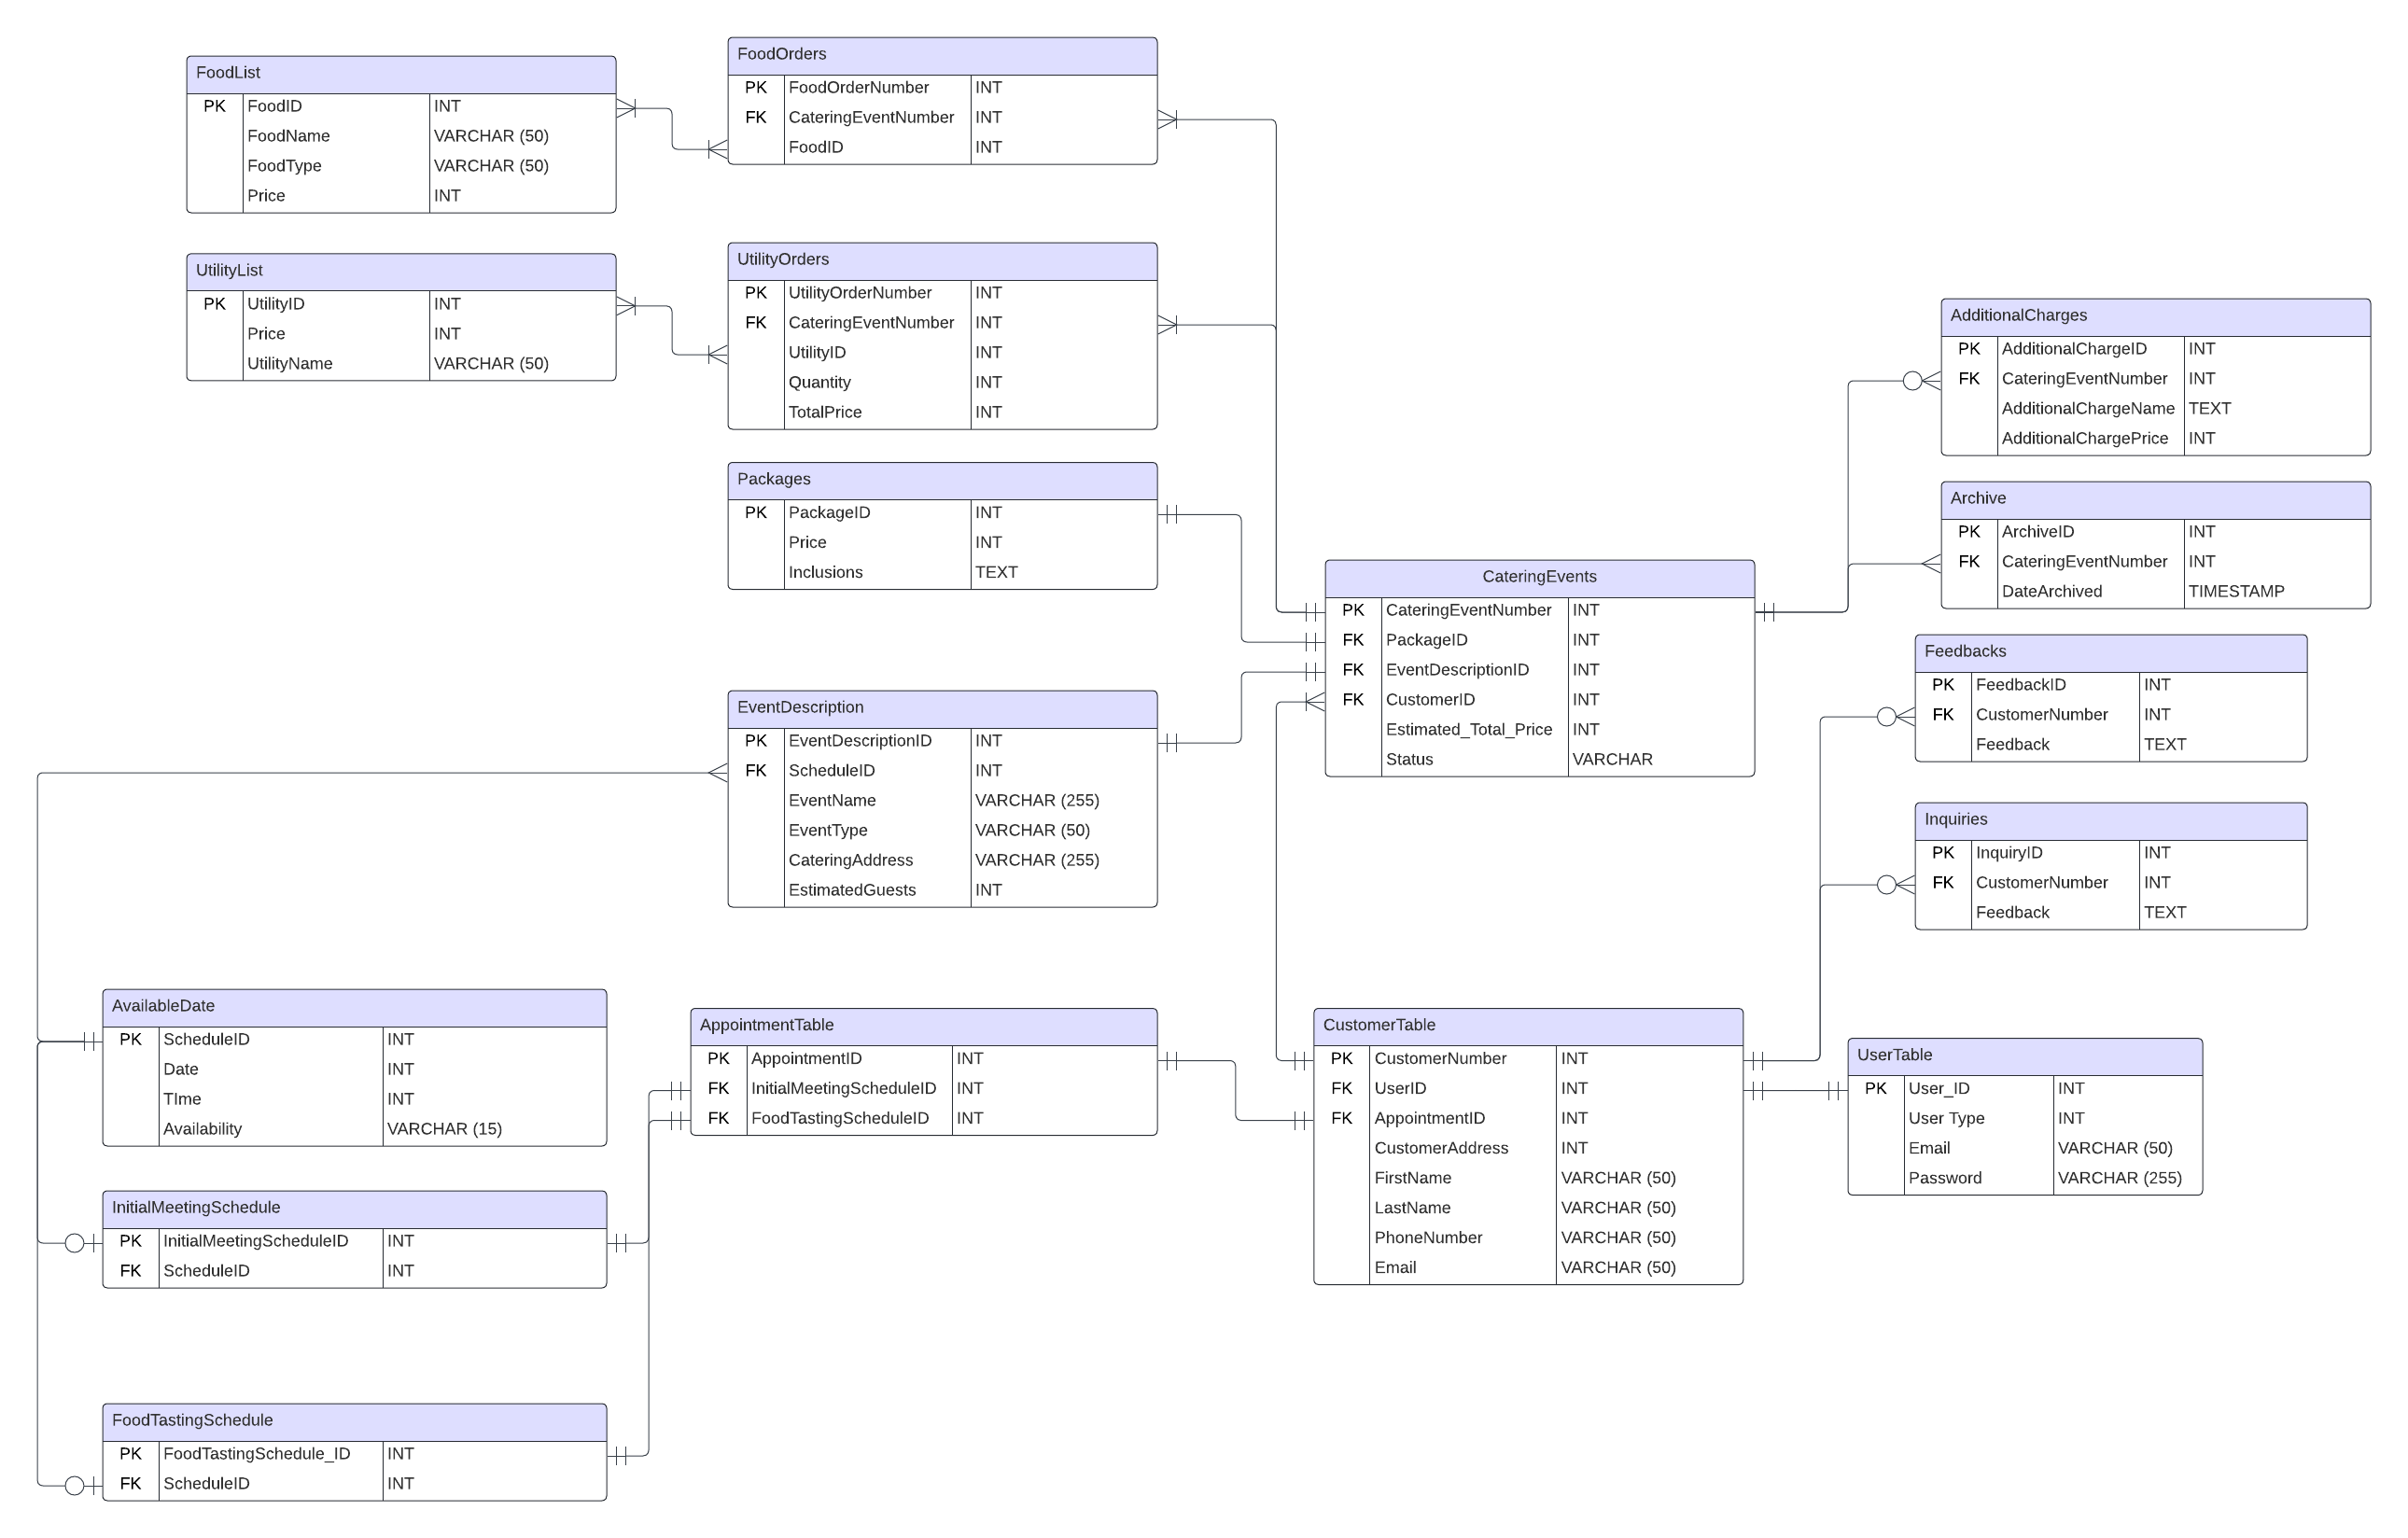 FoodList
PK FoodID INT
FoodName VARCHAR (50)
FoodType VARCHAR (50)
Price INT
FoodOrders
PK FoodOrderNumber INT
FK CateringEventNumber INT
FoodID INT
UtilityList
PK UtilityID INT
Price INT
UtilityName VARCHAR (50)
UtilityOrders
PK UtilityOrderNumber INT
FK CateringEventNumber INT
UtilityID INT
Quantity INT
TotalPrice INT
AdditionalCharges
PK AdditionalChargeID INT
FK CateringEventNumber INT
AdditionalChargeName TEXT
AdditionalChargePrice INT
Packages
PK PackageID INT
Price INT
Inclusions TEXT
Archive
PK ArchiveID INT
FK CateringEventNumber INT
DateArchived TIMESTAMP
CateringEvents
PK CateringEventNumber INT
FK PackageID INT
FK EventDescriptionID INT
FK CustomerID INT
Estimated_Total_Price INT
Status VARCHAR
Feedbacks
PK FeedbackID INT
FK CustomerNumber INT
Feedback TEXT
EventDescription
PK EventDescriptionID INT
FK ScheduleID INT
EventName VARCHAR (255)
EventType VARCHAR (50)
CateringAddress VARCHAR (255)
EstimatedGuests INT
Inquiries
PK InquiryID INT
FK CustomerNumber INT
Feedback TEXT
AvailableDate
PK ScheduleID INT
Date INT
TIme INT
Availability VARCHAR (15)
AppointmentTable
PK AppointmentID INT
FK InitialMeetingScheduleID INT
FK FoodTastingScheduleID INT
CustomerTable
PK CustomerNumber INT
FK UserID INT
FK AppointmentID INT
CustomerAddress INT
FirstName VARCHAR (50)
LastName VARCHAR (50)
PhoneNumber VARCHAR (50)
Email VARCHAR (50)
UserTable
PK User_ID INT
User Type INT
Email VARCHAR (50)
Password VARCHAR (255)
InitialMeetingSchedule
PK InitialMeetingScheduleID INT
FK ScheduleID INT
FoodTastingSchedule
PK FoodTastingSchedule_ID INT
FK ScheduleID INT